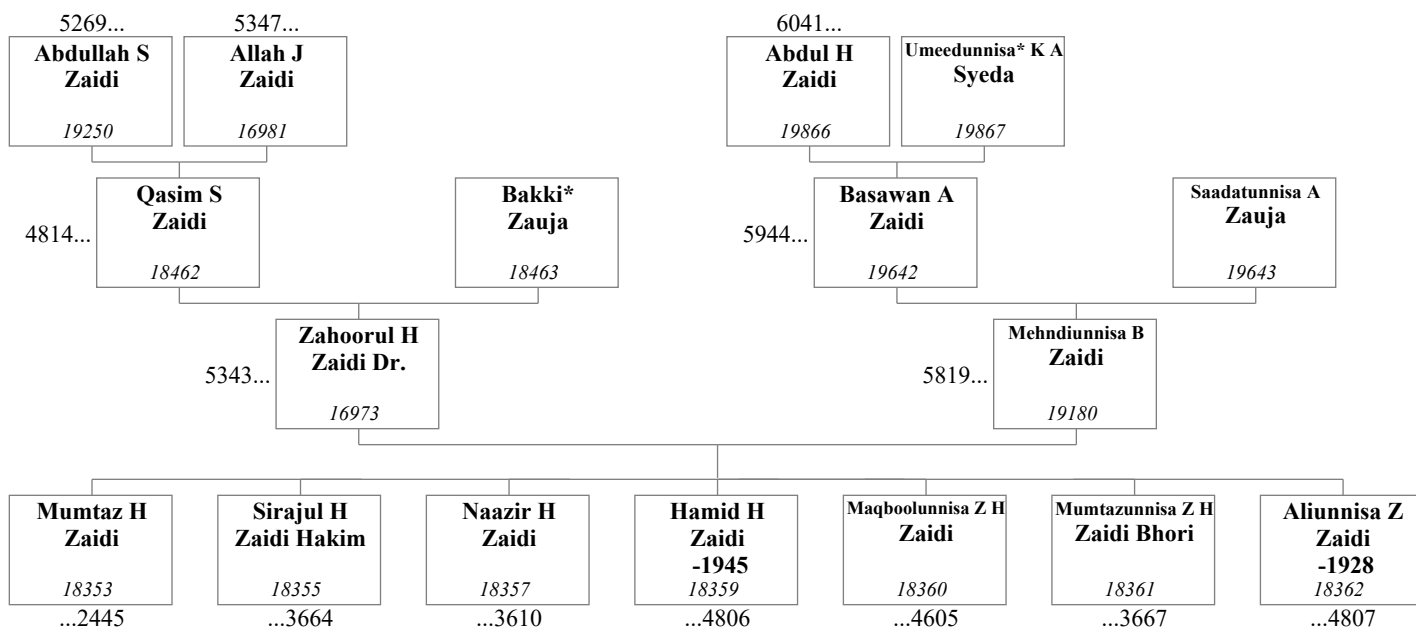 5269...
5347...
6041...
Abdullah S
Zaidi
19250
Allah J
Zaidi
16981
Abdul H
Zaidi
19866
Umeedunnisa* K A
Syeda
19867
4814...
Qasim S
Zaidi
18462
Bakki*
Zauja
18463
5944...
Basawan A
Zaidi
19642
Saadatunnisa A
Zauja
19643
5343...
Zahoorul H
Zaidi Dr.
16973
5819...
Mehndiunnisa B
Zaidi
19180
Mumtaz H
Zaidi
18353
...2445
Sirajul H
Zaidi Hakim
18355
...3664
Naazir H
Zaidi
18357
...3610
Hamid H
Zaidi
-1945
18359
...4806
Maqboolunnisa Z H
Zaidi
18360
...4605
Mumtazunnisa Z H
Zaidi Bhori
18361
...3667
Aliunnisa Z
Zaidi
-1928
18362
...4807